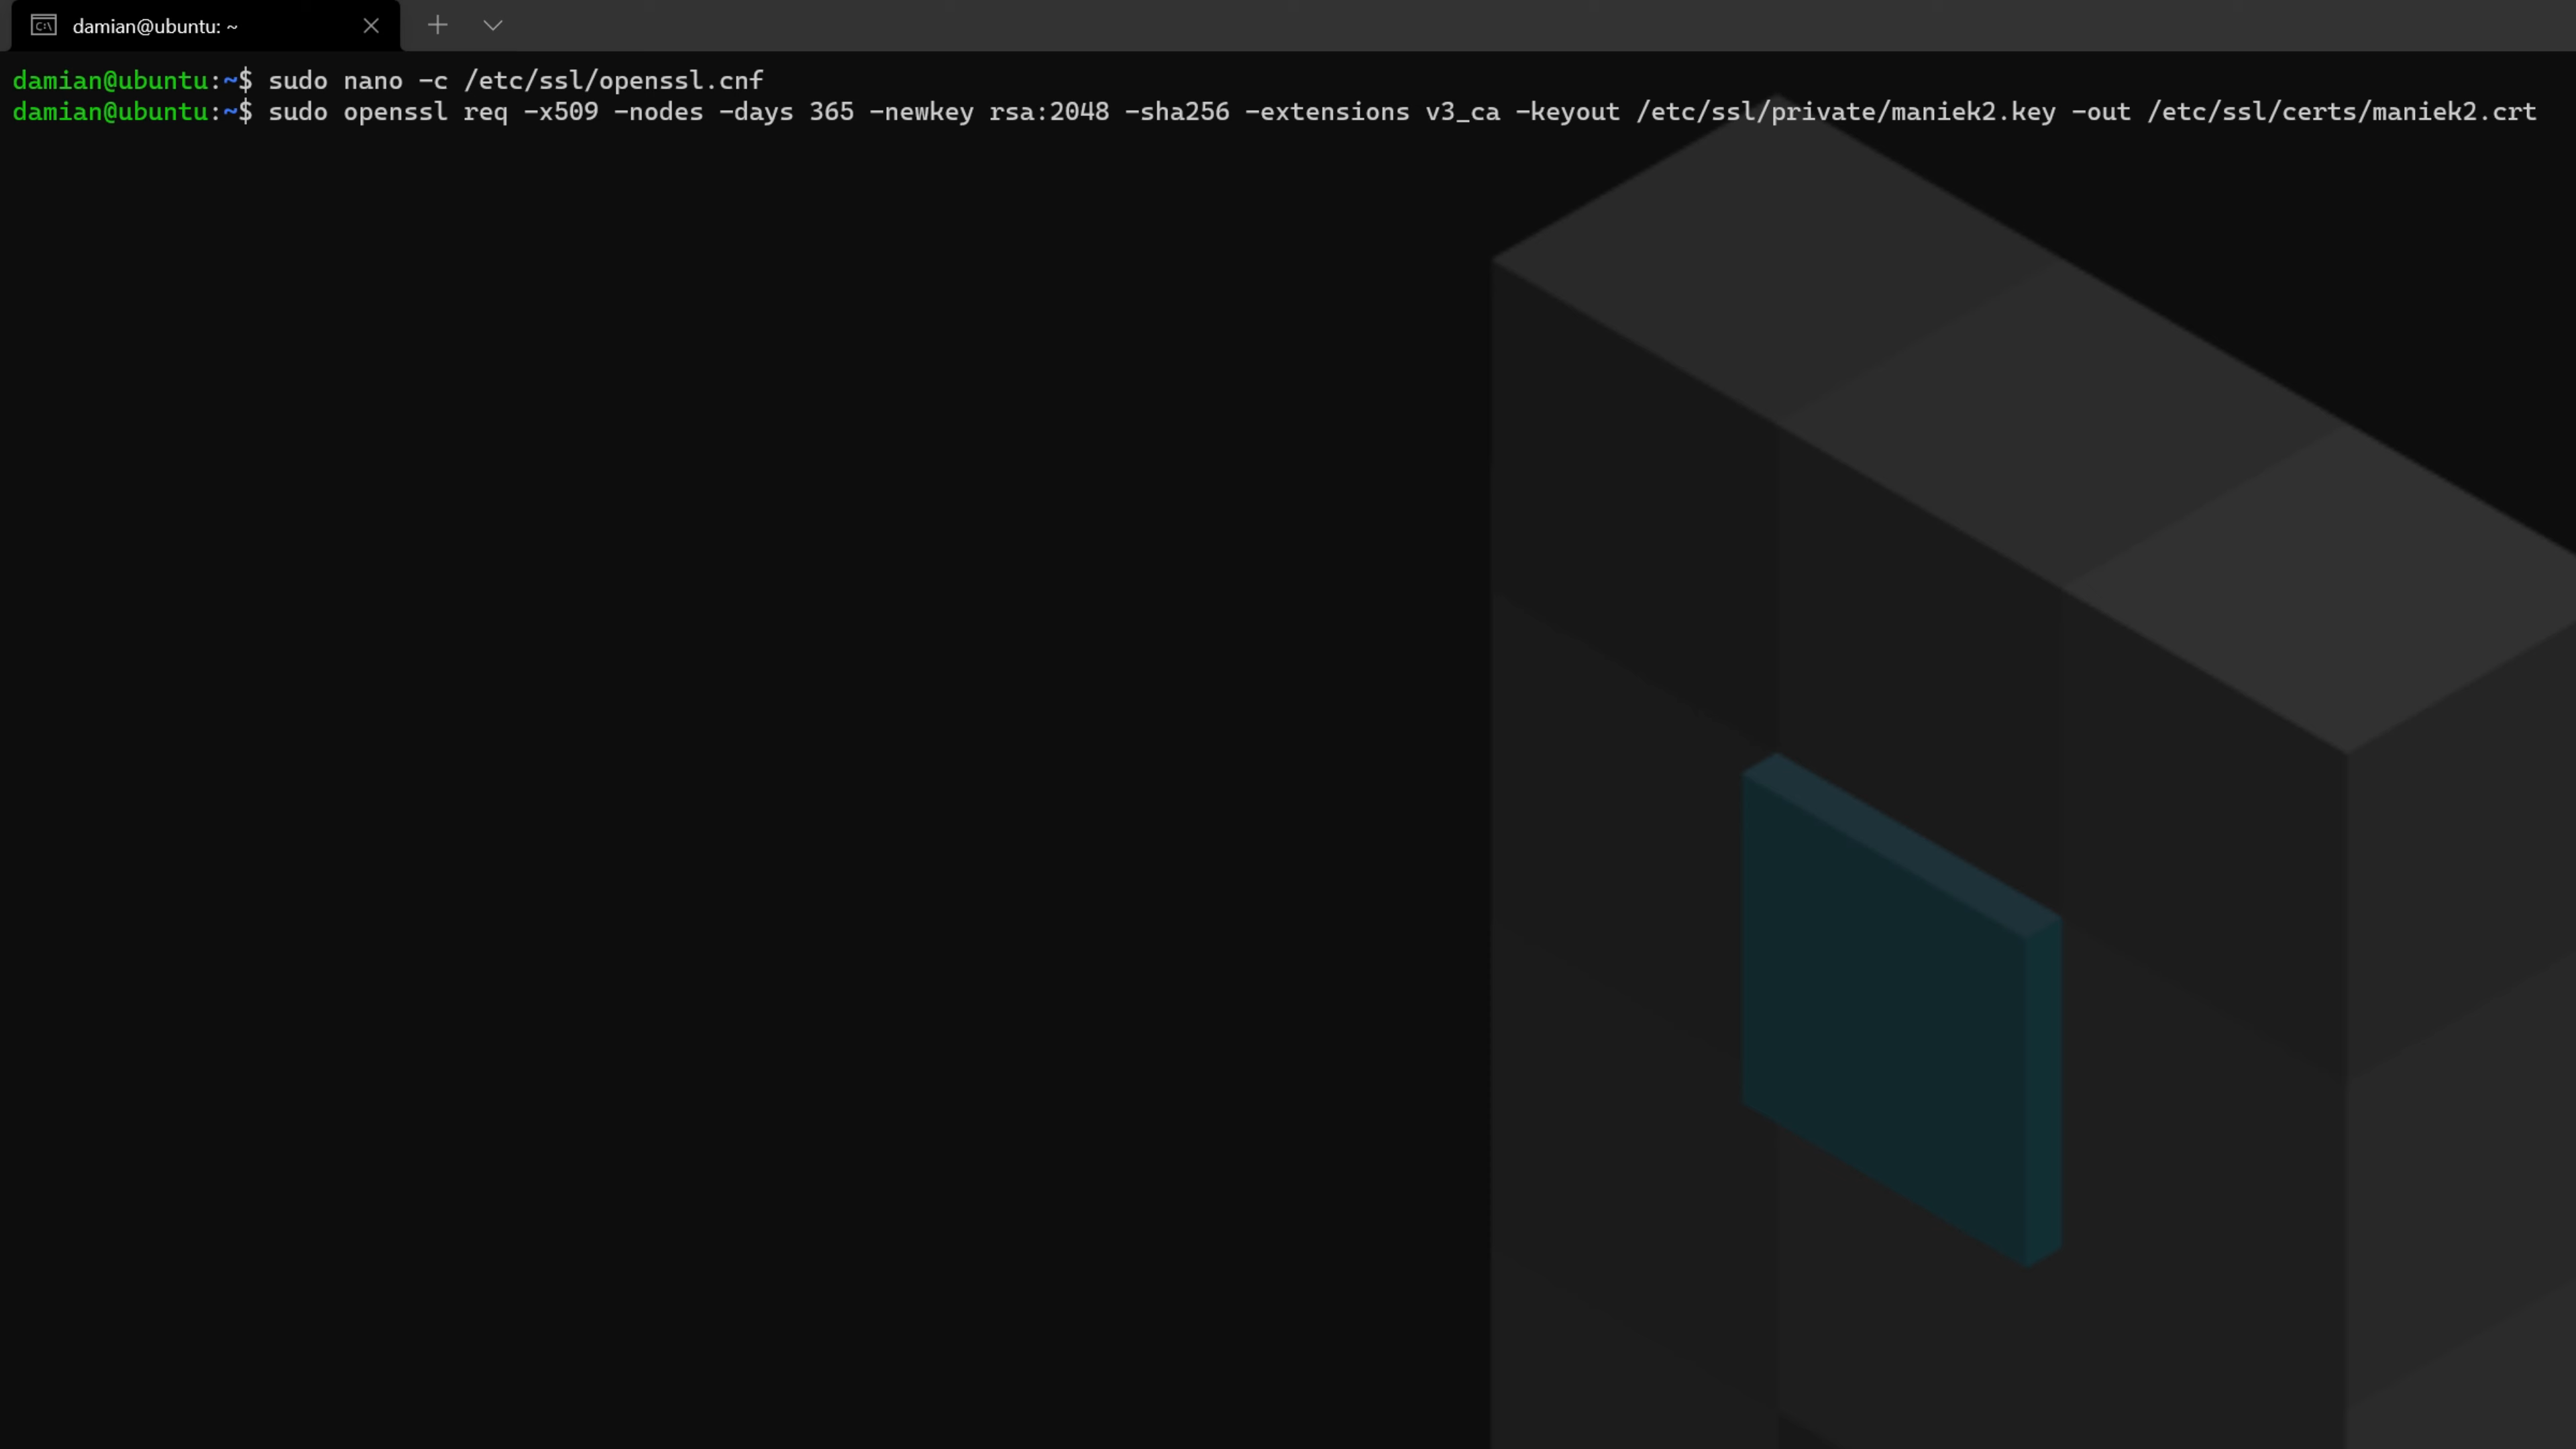 damian@ubuntu: ~
damian@ubuntu:~$ sudo nano -c /etc/ssl/openssl.cnf
damian@ubuntu:~$ sudo openssl req -x509 -nodes -days 365 -newkey rsa:2048 -sha256 -extensions v3_ca -keyout /etc/ssl/private/maniek2.key -out /etc/ssl/certs/maniek2.crt